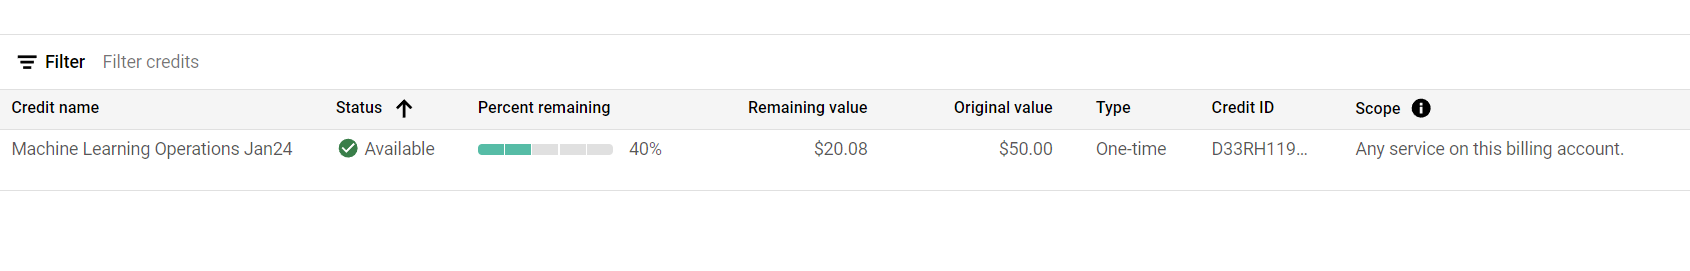 Filter Filter credits
Credit name Status Percent remaining Remaining value Original value Type Credit ID Scope
Machine Learning Operations Jan24 Available 40% $20.08 $50.00 One-time D33RH119... Any service on this billing account.